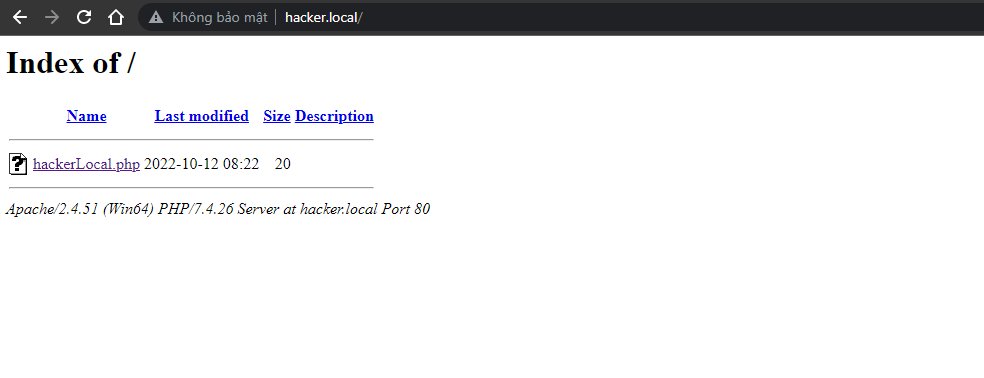 Không bảo mật hacker.local/
Index of /
Name Last modified Size Description
hackerLocal.php 2022-10-12 08:22 20
Apache/2.4.51 (Win64) PHP/7.4.26 Server at hacker.local Port 80